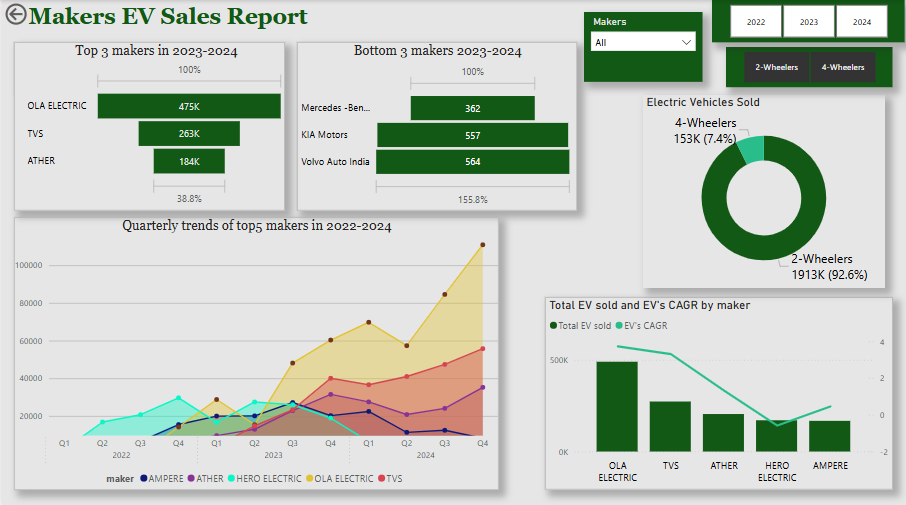 Makers EV Sales Report
Makers
All
2022 2023 2024
2-Wheelers 4-Wheelers
Top 3 makers in 2023-2024
100%
OLA ELECTRIC 475K
TVS 263K
ATHER 184K
38.8%
Bottom 3 makers 2023-2024
100%
Mercedes -Ben... 362
KIA Motors 557
Volvo Auto India 564
155.8%
Electric Vehicles Sold
4-Wheelers
153K (7.4%)
2-Wheelers
1913K (92.6%)
Quarterly trends of top5 makers in 2022-2024
100000
80000
60000
40000
20000
Q1 Q2 Q3 Q4 Q1 Q2 Q3 Q4 Q1 Q2 Q3 Q4
2022 2023 2024
maker AMPERE ATHER HERO ELECTRIC OLA ELECTRIC TVS
Total EV sold and EV's CAGR by maker
Total EV sold EV's CAGR
500K
0K
4
2
0
-2
OLA ELECTRIC
TVS
ATHER
HERO ELECTRIC
AMPERE